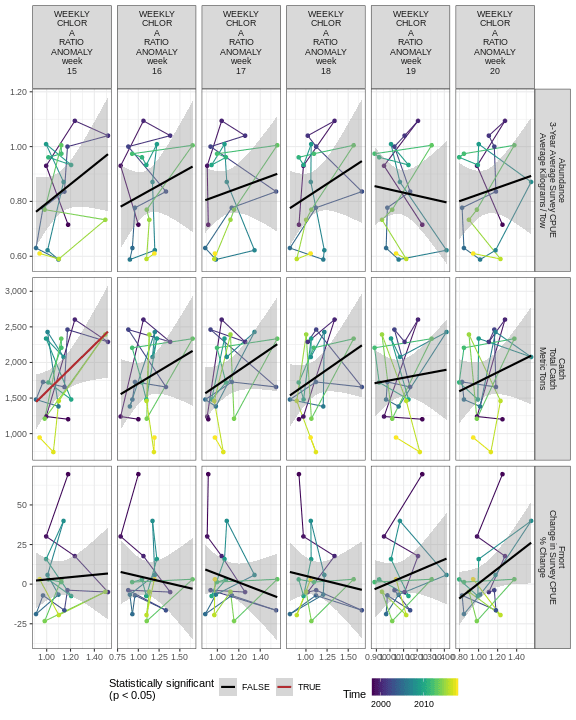 WEEKLY CHLOR A RATIO ANOMALY week 15
WEEKLY CHLOR A RATIO ANOMALY week 16
WEEKLY CHLOR A RATIO ANOMALY week 17
WEEKLY CHLOR A RATIO ANOMALY week 18
WEEKLY CHLOR A RATIO ANOMALY week 19
WEEKLY CHLOR A RATIO ANOMALY week 20
1.20
1.00
0.80
0.60
Abundance
3-Year Average Survey CPUE
Average Kilograms / Tow
3,000
2,500
2,000
1,500
1,000
Catch
Total Catch
Metric Tons
50
25
0
-25
Fmort
Change in Survey CPUE
% Change
1.00 1.20 1.40
0.75 1.00 1.25 1.50
1.00 1.25 1.50
1.00 1.20 1.40 1.60
0.80 1.00 1.20 1.40
Statistically significant
(p < 0.05)
FALSE
TRUE
Time
2000
2010